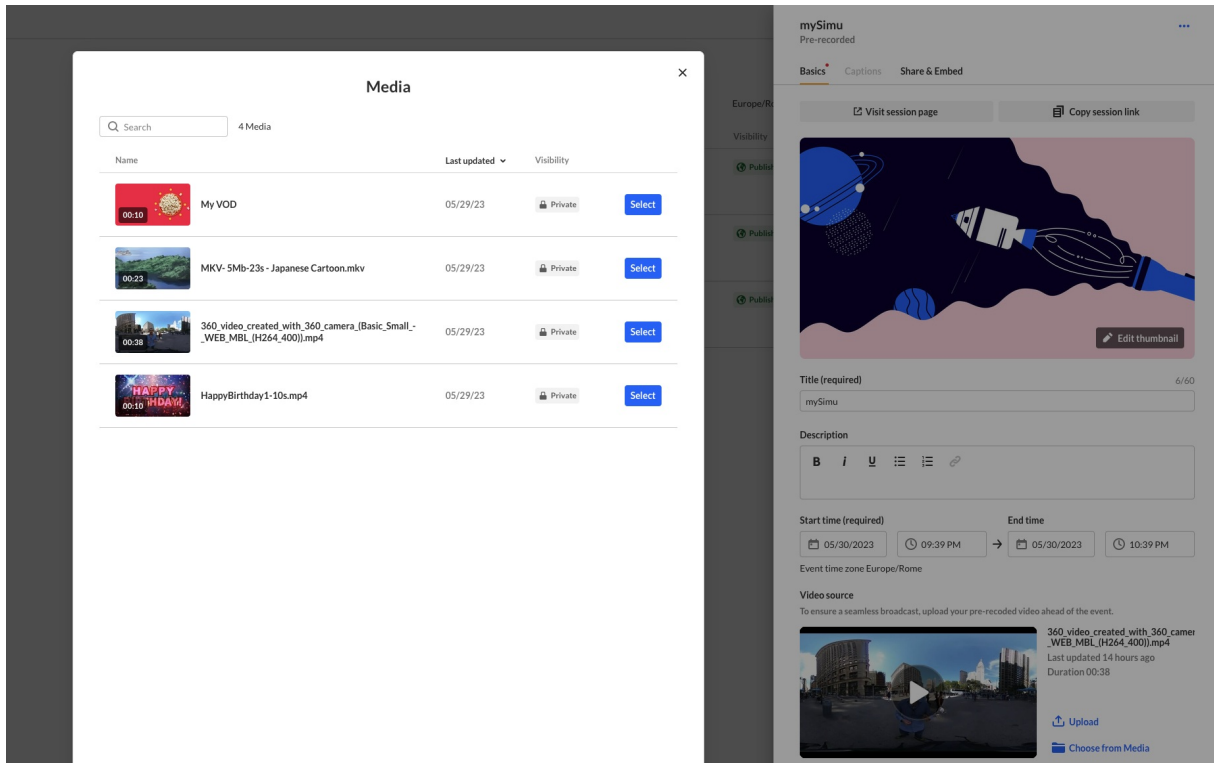 Media
Search
4 Media
Name Last updated Visibility
00:10 My VOD 05/29/23 Private Select
00:23 MKV- 5Mb-23s - Japanese Cartoon.mkv 05/29/23 Private Select
00:38 360_video_created_with_360_camera_(Basic_Small_-
_WEB_MBL_(H264_400)).mp4 05/29/23 Private Select
HAPPY
00:10 HappyBirthday1-10s.mp4 05/29/23 Private Select
Visibility
mySimu
Pre-recorded
Basics Captions Share & Embed
Visit session page Copy session link
Edit thumbnail
Title (required) 6/60
mySimu
Description
B i U
Start time (required) End time
05/30/2023 09:39 PM → 05/30/2023 10:39 PM
Event time zone Europe/Rome
Video source
To ensure a seamless broadcast, upload your pre-recoded video ahead of the event.
360_video_created_with_360_camer
_WEB_MBL_(H264_400)).mp4
Last updated 14 hours ago
Duration 00:38
Upload
Choose from Media